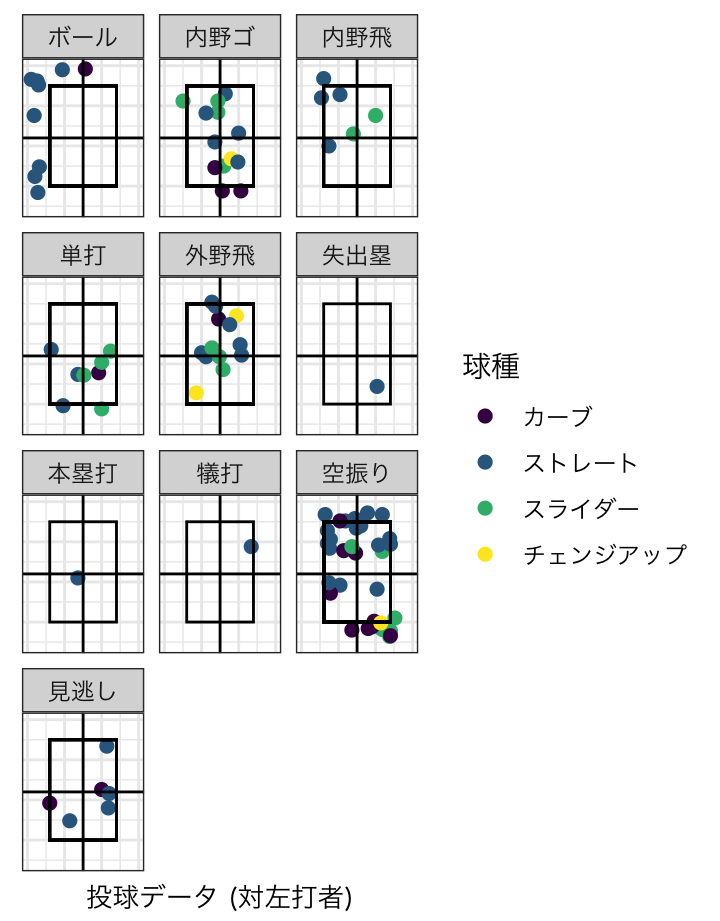 ボール
内野ゴ
内野飛
単打
外野飛
失出塁
本塁打
犠打
空振り
見逃し
球種
カーブ
ストレート
スライダー
チェンジアップ
投球データ (対左打者)